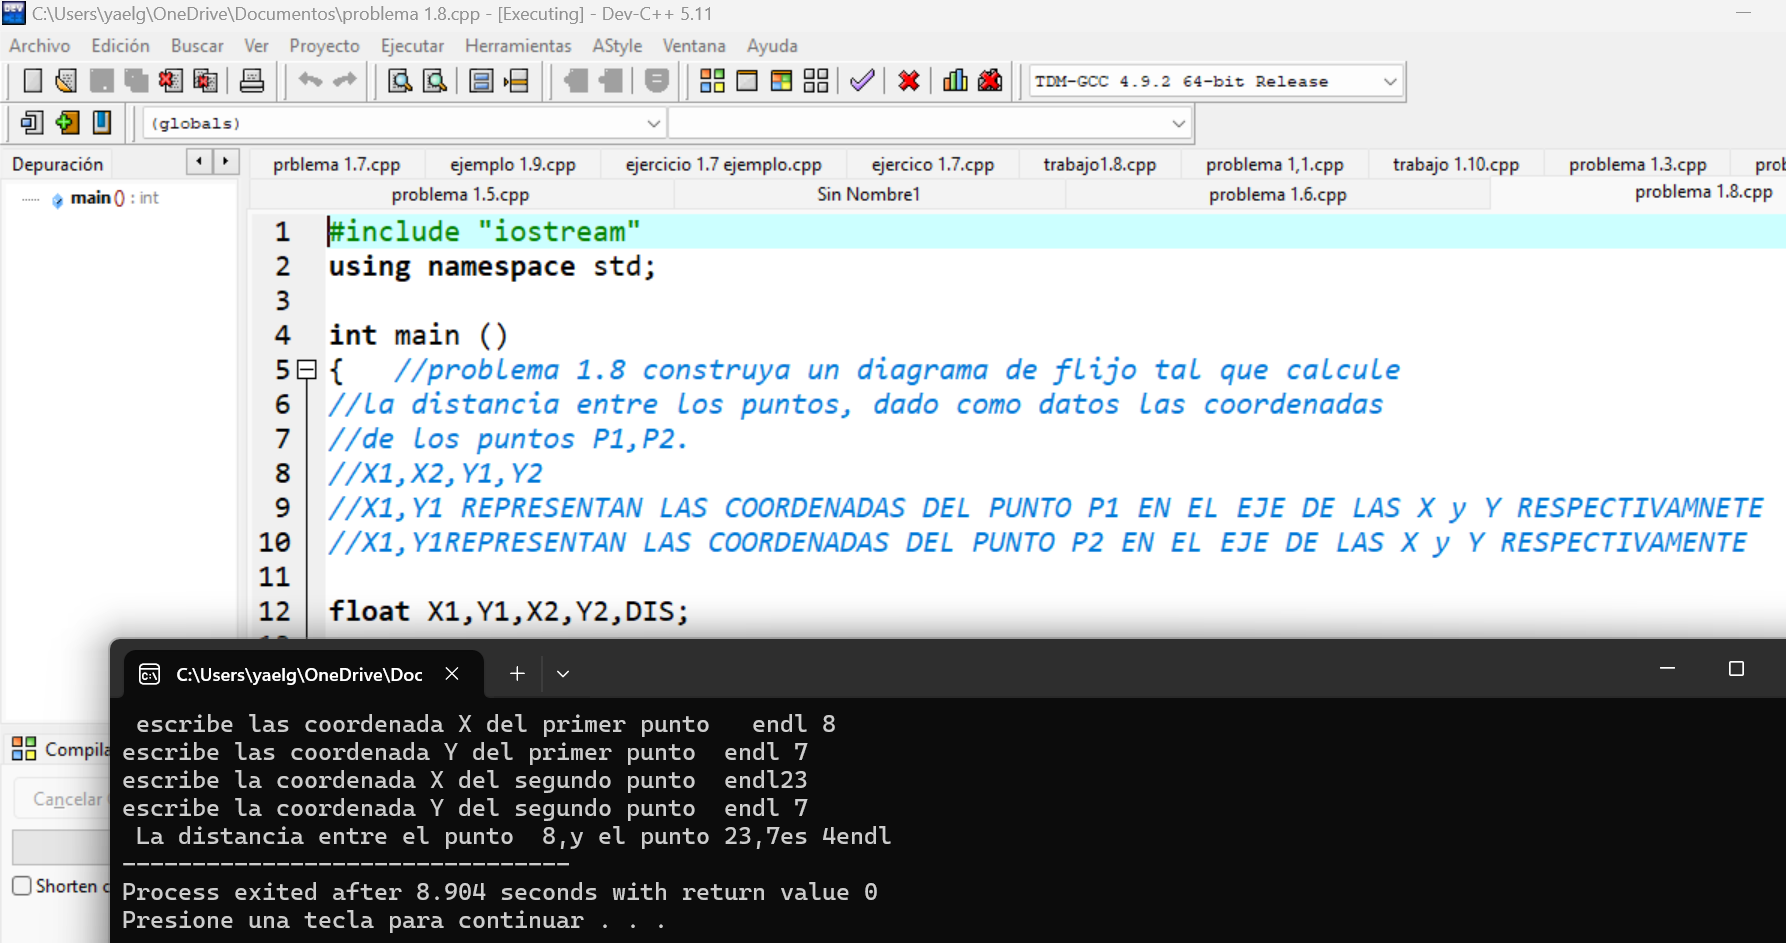 C:\Users\yaelg\OneDrive\Documentos\problema 1.8.cpp - [Executing] - Dev-C++ 5.11
Archivo Edición Buscar Ver Proyecto Ejecutar Herramientas AStyle Ventana Ayuda
TDM-GCC 4.9.2 64-bit Release
(globals)
Depuración
prblema 1.7.cpp ejemplo 1.9.cpp ejercicio 1.7 ejemplo.cpp ejercico 1.7.cpp trabajo1.8.cpp problema 1,1.cpp trabajo 1.10.cpp problema 1.3.cpp
problema 1.5.cpp Sin Nombre1 problema 1.6.cpp problema 1.8.cpp
main () : int
1 #include "iostream"
2 using namespace std;
3
4 int main ()
5 { //problema 1.8 construya un diagrama de flijo tal que calcule
6 //la distancia entre los puntos, dado como datos las coordenadas
7 //de los puntos P1,P2.
8 //X1,X2,Y1,Y2
9 //X1,Y1 REPRESENTAN LAS COORDENADAS DEL PUNTO P1 EN EL EJE DE LAS X y Y RESPECTIVAMNETE
10 //X1,Y1REPRESENTAN LAS COORDENADAS DEL PUNTO P2 EN EL EJE DE LAS X y Y RESPECTIVAMENTE
11
12 float X1,Y1,X2,Y2,DIS;
Compila
Cancelar
Shorten
C:\Users\yaelg\OneDrive\Doc
escribe las coordenada X del primer punto endl 8
escribe las coordenada Y del primer punto endl 7
escribe la coordenada X del segundo punto endl23
escribe la coordenada Y del segundo punto endl 7
La distancia entre el punto 8,y el punto 23,7es 4endl
--------------------------------
Process exited after 8.904 seconds with return value 0
Presione una tecla para continuar . . .